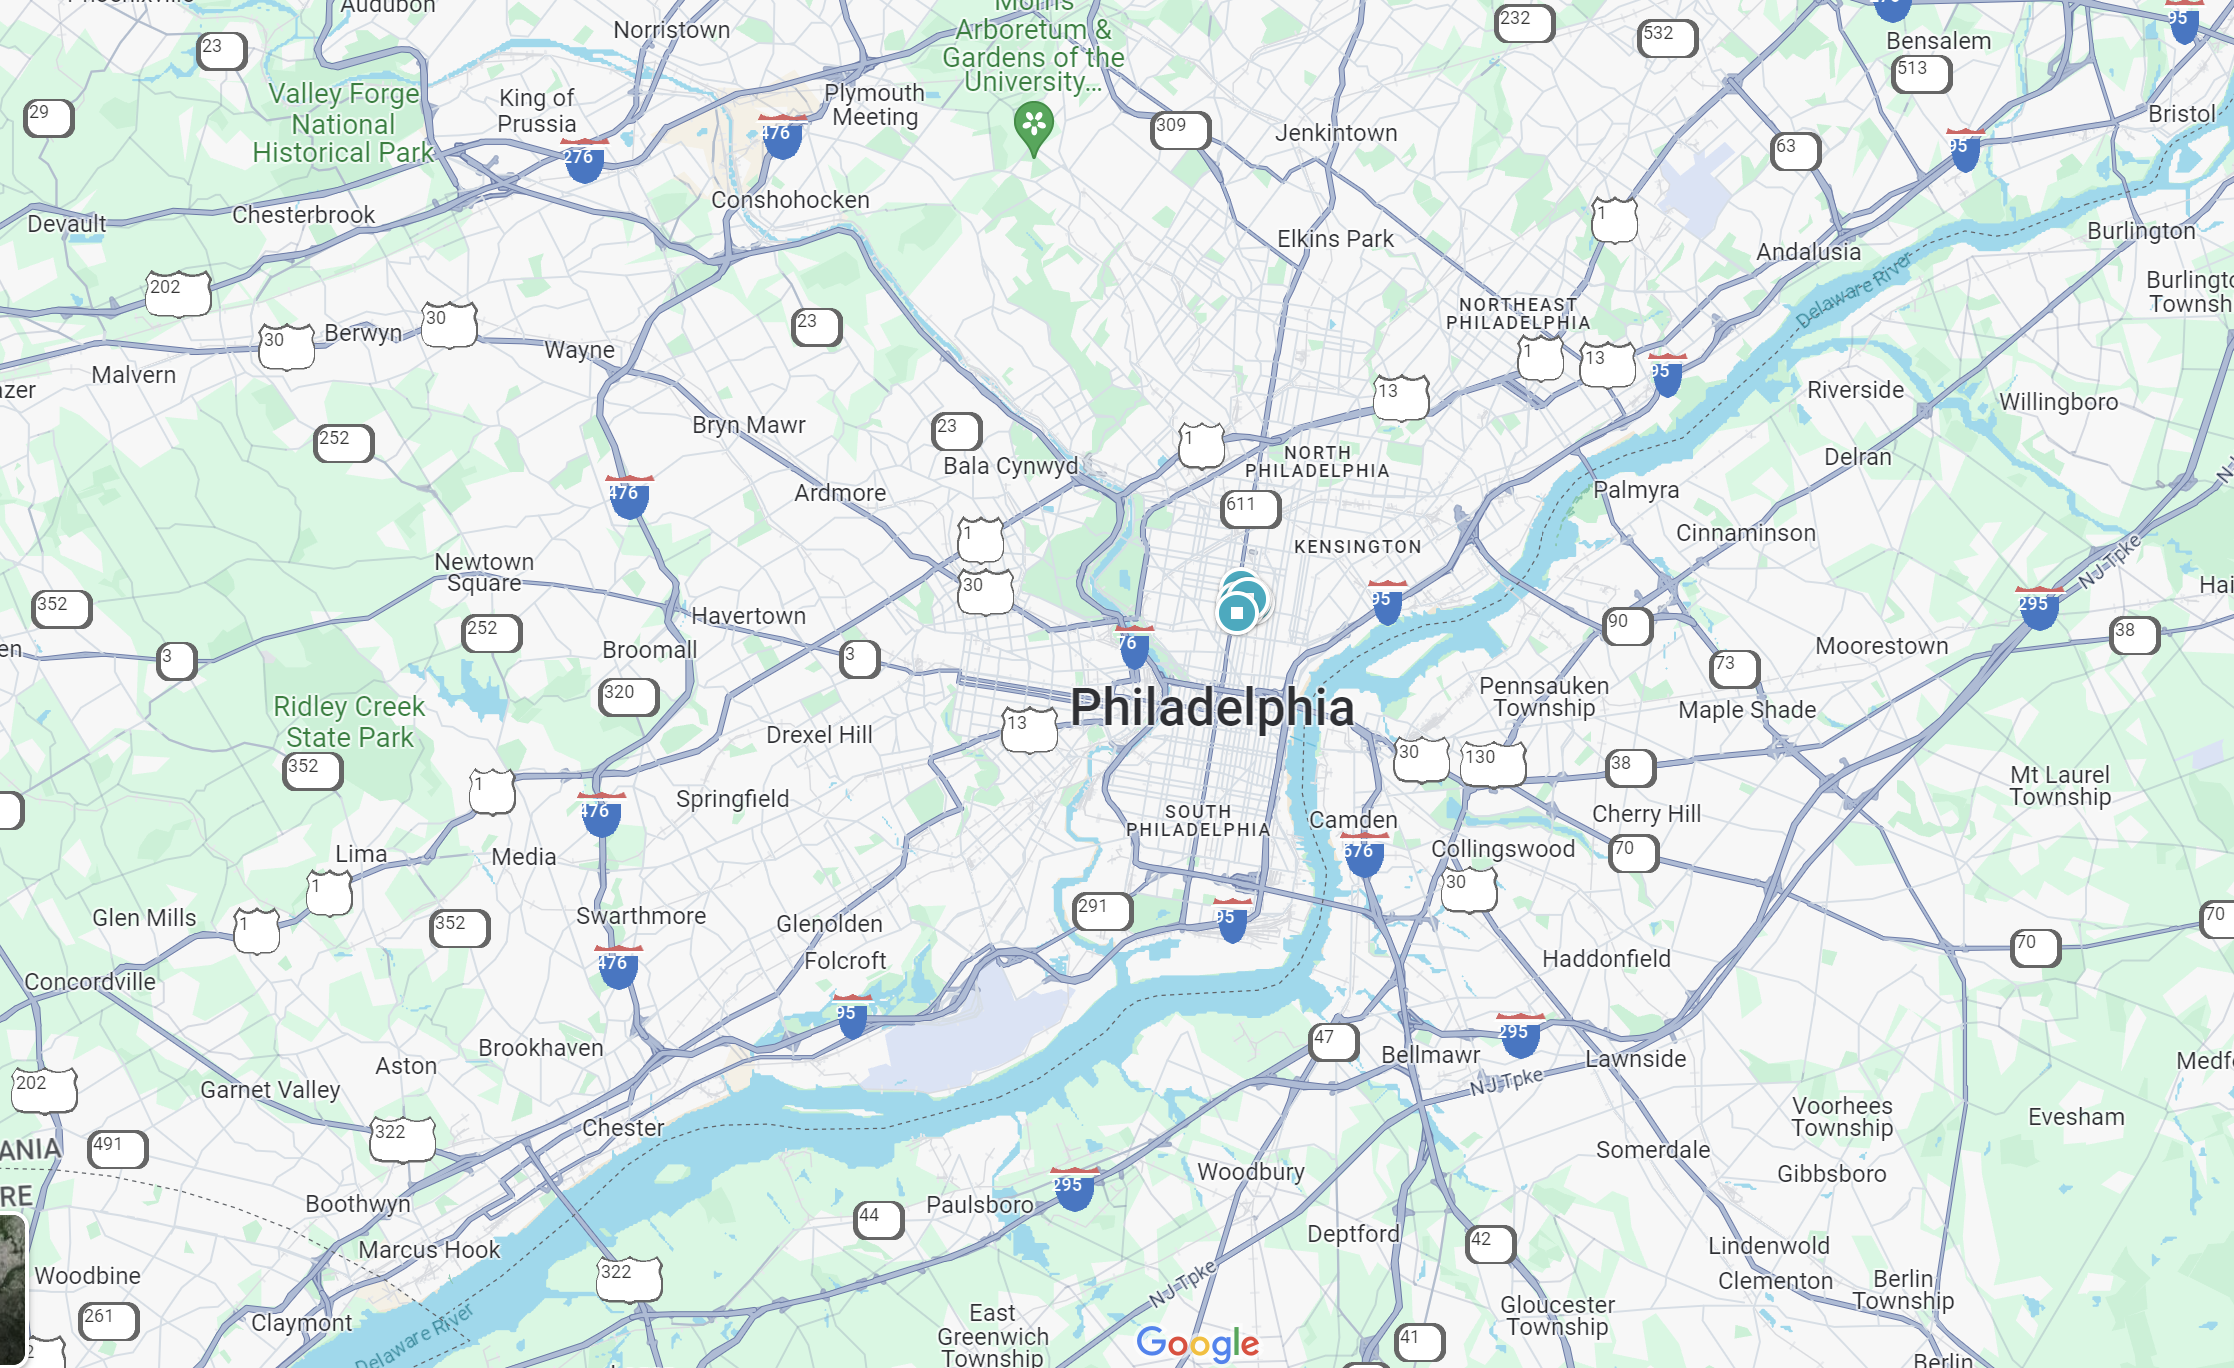 Audubon
Norristown
Morris
Arboretum &
Gardens of the
University...
232
532
Bensalem
513
95
23
29
Valley Forge
National
Historical Park
King of
Prussia
276
476
Plymouth
Meeting
309
Jenkintown
63
95
Bristol
Devault
Chesterbrook
Conshohocken
1
Elkins Park
Andalusia
Burlington
202
30
Berwyn
30
Wayne
23
NORTHEAST
PHILADELPHIA
Delaware River
Malvern
1
13
95
13
Riverside
Willingboro
252
Bryn Mawr
23
Bala Cynwyd
1
NORTH
PHILADELPHIA
Delran
476
Ardmore
611
Palmyra
1
KENSINGTON
Cinnaminson
NJ Tpke
Newtown
Square
30
95
295
352
252
Havertown
90
38
3
Broomall
3
76
Moorestown
320
73
Ridley Creek
State Park
Philadelphia
Pennsauken
Township
Maple Shade
352
Drexel Hill
13
30
130
38
1
476
Springfield
Mt Laurel
Township
SOUTH
PHILADELPHIA
Camden
Cherry Hill
Lima
Media
676
Collingswood
70
1
30
Glen Mills
1
352
Swarthmore
Glenolden
291
95
70
70
476
Folcroft
Haddonfield
Concordville
95
295
47
Brookhaven
Bellmawr
Lawnside
Aston
202
Garnet Valley
NJ Tpke
Chester
Voorhees
Township
Evesham
322
ANIA
491
Somerdale
RE
Woodbury
Gibbsboro
Boothwyn
295
Paulsboro
44
Deptford
Marcus Hook
42
Lindenwold
Woodbine
322
NJ Tpke
Clementon
Berlin
Township
261
Claymont
Delaware River
East
Greenwich
Township
Google
Gloucester
Township
41
Berlin